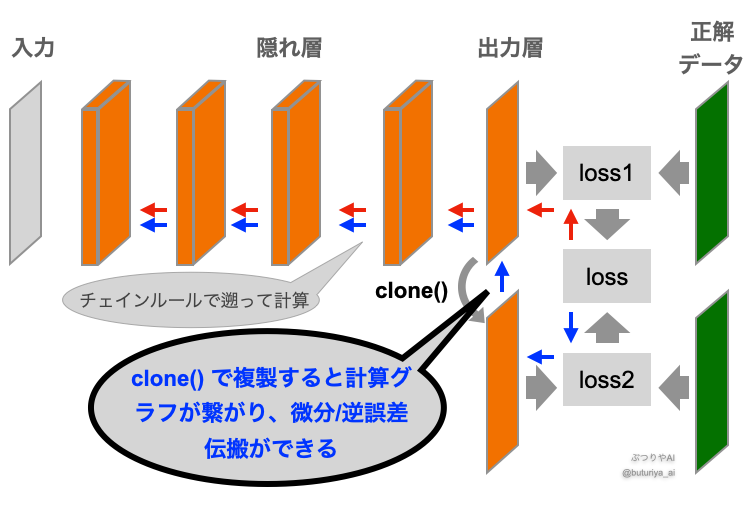 入力
隠れ層
出力層
正解
データ
loss1
loss
loss2
チェインルールで遡って計算
clone()
clone() で複製すると計算グ
ラフが繋がり、微分/逆誤差
伝搬ができる
ぶつりやAI
@buturiya_ai